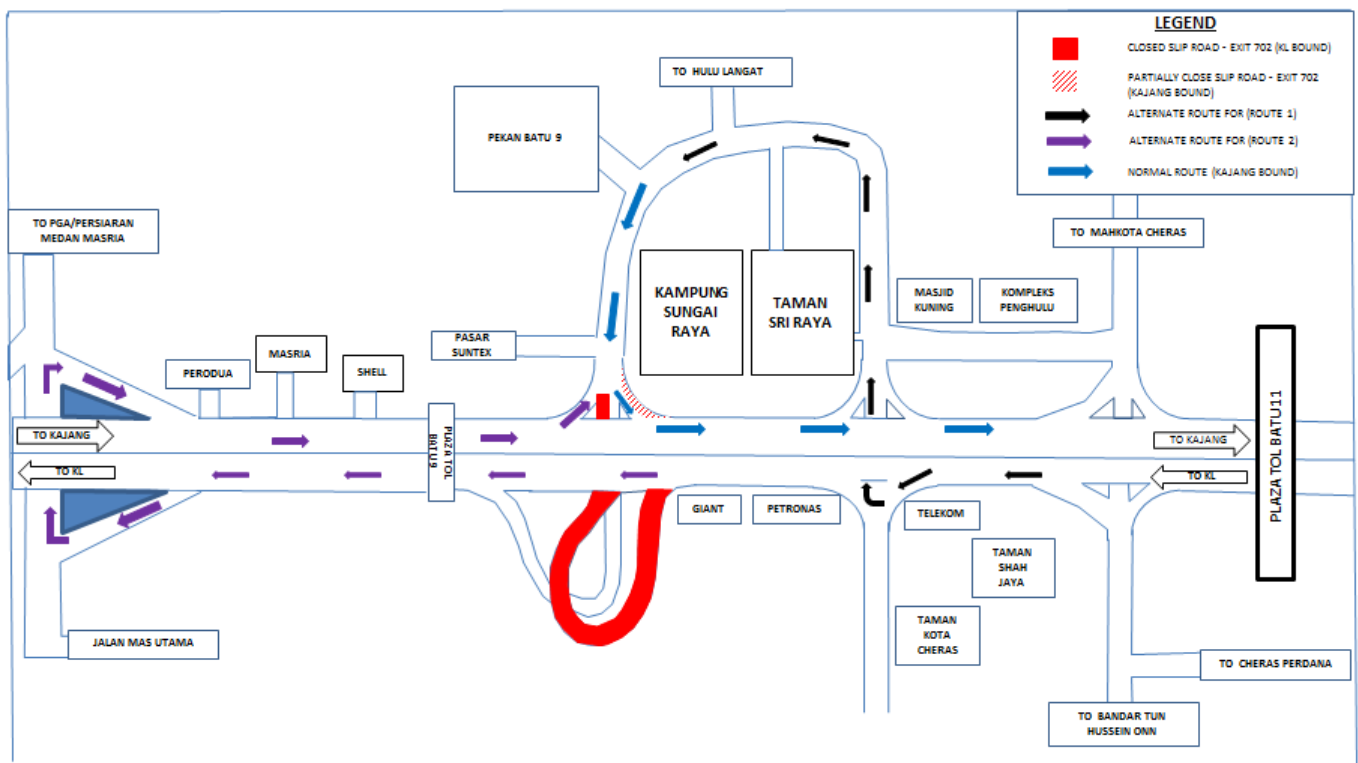 LEGEND
CLOSED SLIP ROAD - EXIT 702 (KL BOUND)
PARTIALLY CLOSE SLIP ROAD - EXIT 702
(KAJANG BOUND)
ALTERNATE ROUTE FOR (ROUTE 1)
ALTERNATE ROUTE FOR (ROUTE 2)
NORMAL ROUTE (KAJANG BOUND)
TO HULU LANGAT
PEKAN BATU 9
TO PGA/PERSIARAN
MEDAN MASRIA
TO MAHKOTA CHERAS
KAMPUNG
SUNGAI
RAYA
TAMAN
SRI RAYA
MASJID
KUNING
KOMPLEKS
PENGHULU
PASAR
SUNTEX
PERODUA
MASRIA
SHELL
PLAZA TOL
BATU9
TO KAJANG
TO KL
TO KAJANG
TO KL
PLAZA TOL BATU11
GIANT
PETRONAS
TELEKOM
TAMAN
SHAH
JAYA
TAMAN
KOTA
CHERAS
JALAN MAS UTAMA
TO CHERAS PERDANA
TO BANDAR TUN
HUSSEIN ONN